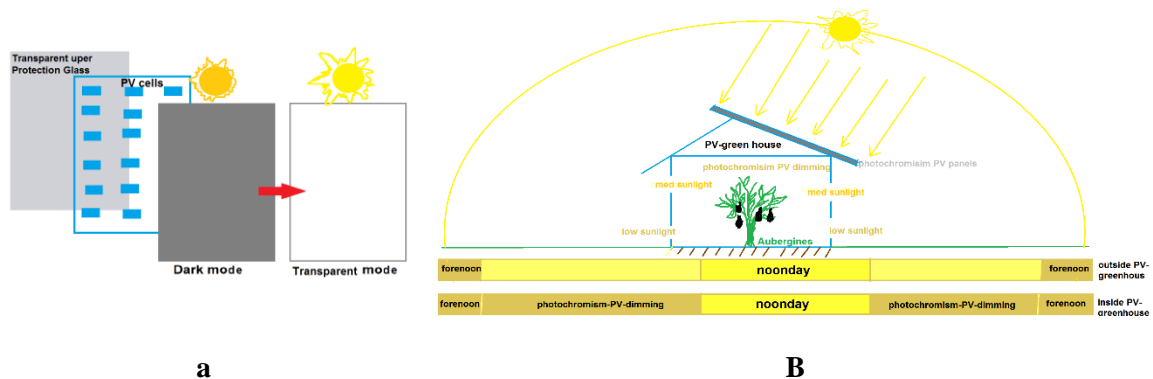 Transparent uper
Protection Glass
PV cells
Dark mode
Transparent mode
a
PV-green house
photochromisim PV dimming
photochromisim PV panels
med sunlight
med sunlight
low sunlight
low sunlight
Aubergines
forenoon
noonday
forenoon
outside PV-
greenhous
forenoon
photochromism-PV-dimming
noonday
photochromism-PV-dimming
forenoon
Inside PV-
greenhouse
B